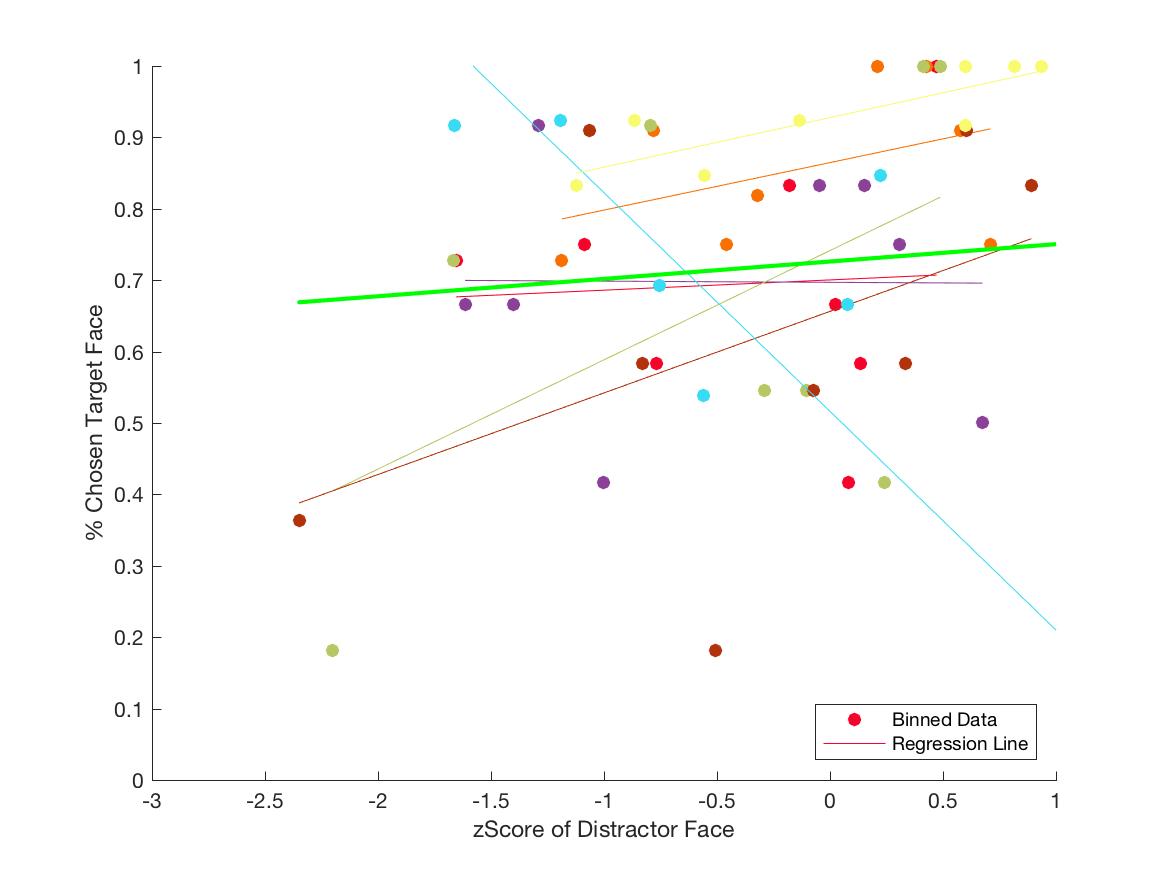 1
0.9
0.8
0.7
0.6
0.5
0.4
0.3
0.2
0.1
0
% Chosen Target Face
Binned Data
Regression Line
-3 -2.5 -2 -1.5 -1 -0.5 0 0.5 1
zScore of Distractor Face